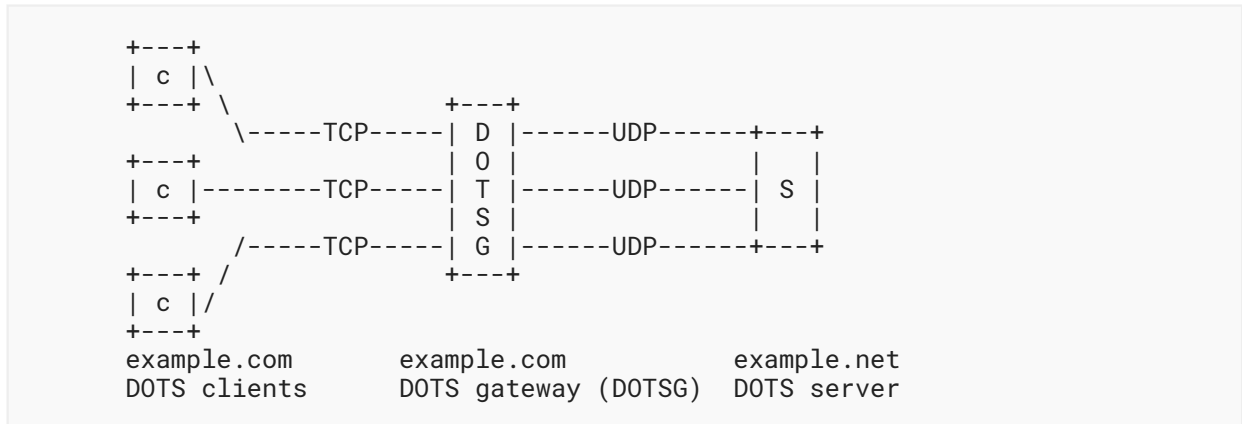 +---+
| c |\
+---+ \                +---+
       \-----TCP-----| D |------UDP------+---+
+---+                | O |               |   |
| c |--------TCP-----| T |------UDP------| S |
+---+                | S |               |   |
       /-----TCP-----| G |------UDP------+---+
+---+ /                +---+
| c |/
+---+
example.com     example.com       example.net
DOTS clients    DOTS gateway (DOTSG)  DOTS server